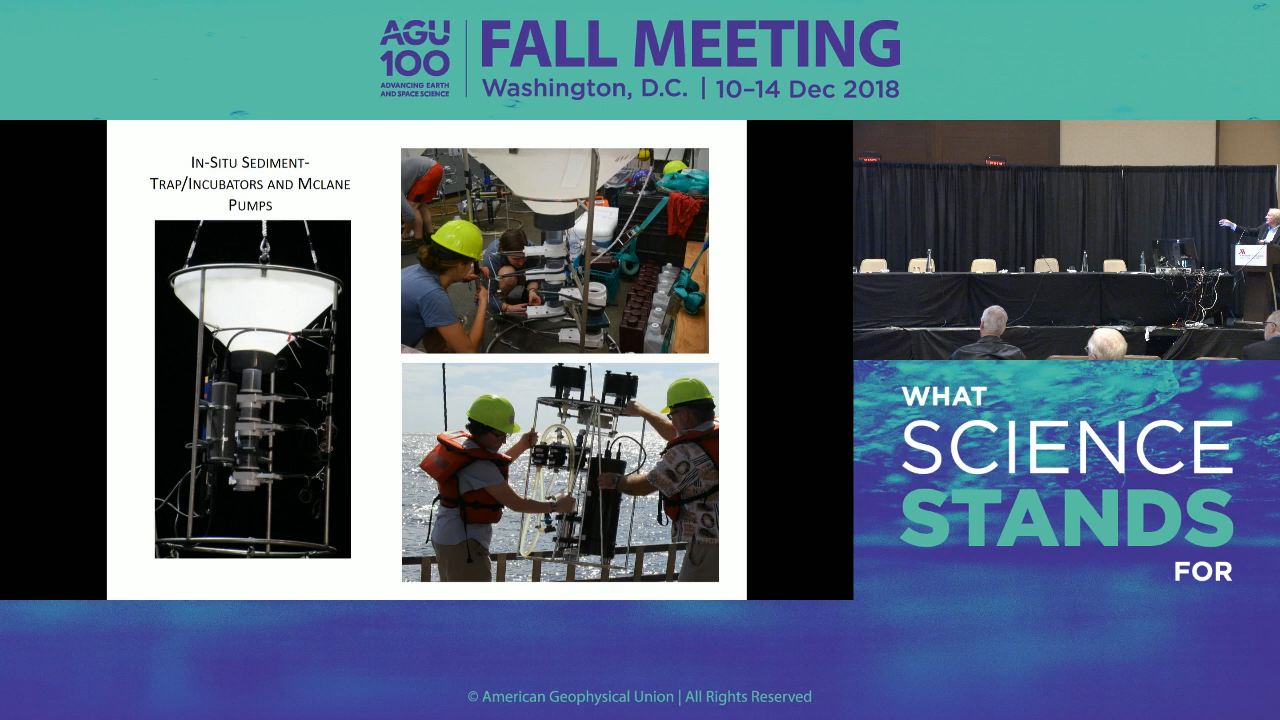 AGU
100
ADVANCING EARTH
AND SPACE SCIENCE
FALL MEETING
Washington, D.C. | 10–14 Dec 2018
IN-SITU SEDIMENT-
TRAP/INCUBATORS AND MCLANE
PUMPS
WHAT
SCIENCE
STANDS
FOR
© American Geophysical Union | All Rights Reserved